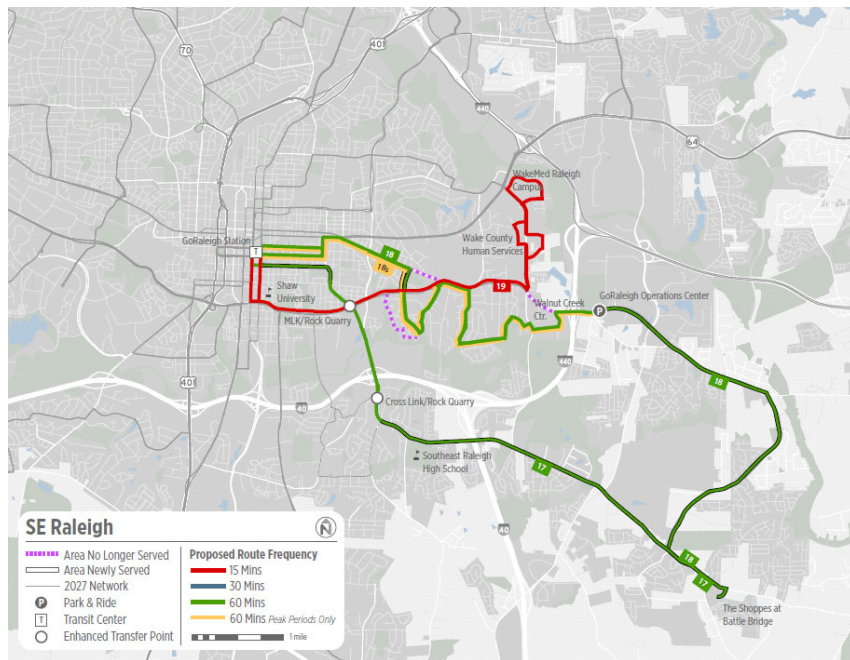 70
401
440
64
WakeMed Raleigh
Campus
GoRaleigh Station
T
18
18s
Wake County
Human Services
Shaw
University
19
Walnut Creek
Ctr.
GoRaleigh Operations Center
P
MLK/Rock Quarry
440
401
40
Cross Link/Rock Quarry
18
Southeast Raleigh
High School
17
40
18
17
The Shoppes at
Battle Bridge
SE Raleigh
N
Area No Longer Served
Area Newly Served
2027 Network
P Park & Ride
T Transit Center
Enhanced Transfer Point
Proposed Route Frequency
15 Mins
30 Mins
60 Mins
60 Mins Peak Periods Only
1 mile